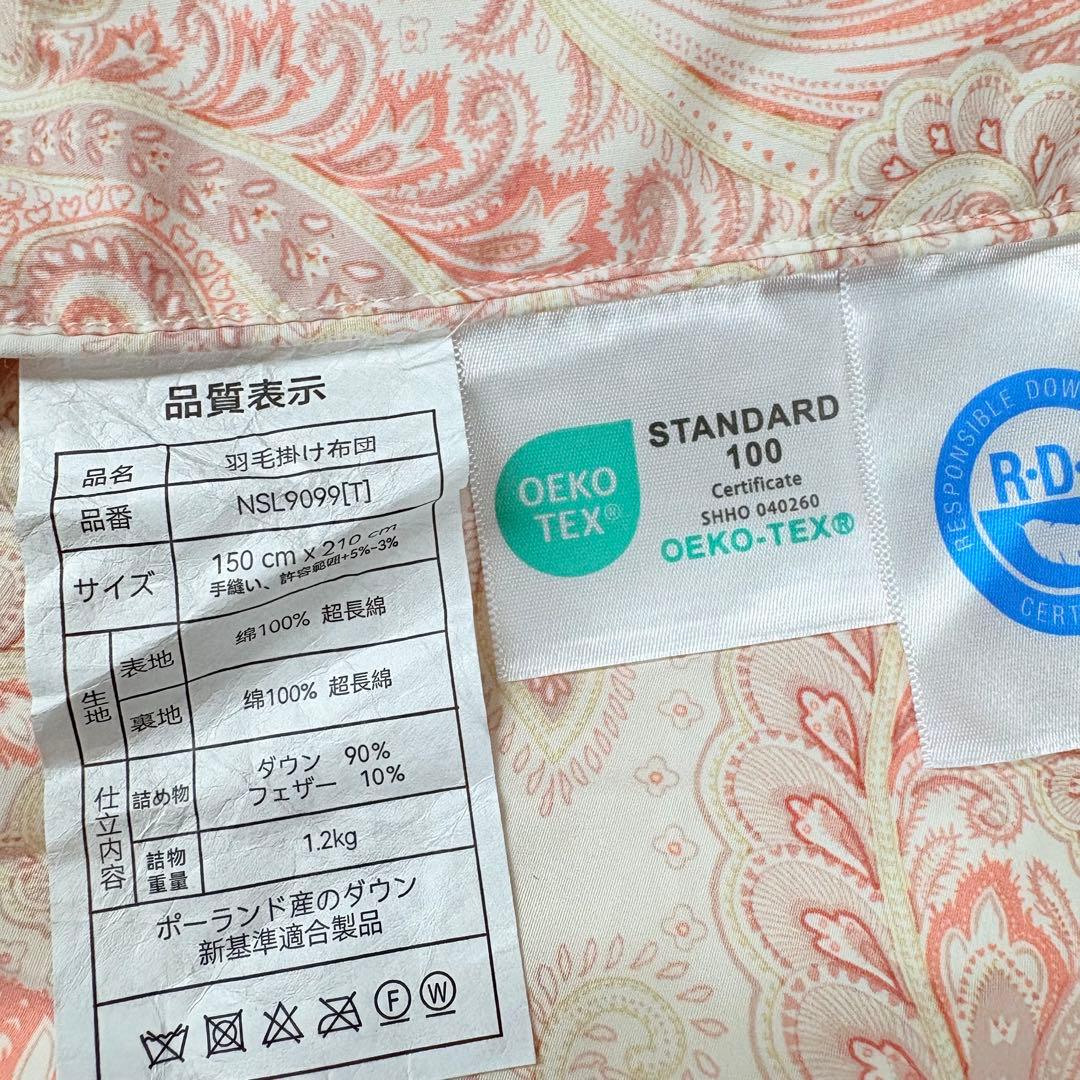 品質表示
品名 羽毛掛け布団
品番 NSL9099[T]
サイズ 150 cm x 210 cm
手縫い、許容範囲+5%-3%
生地 表地 綿100% 超長綿
裏地 綿100% 超長綿
仕立内容 詰め物 ダウン 90%
フェザー 10%
詰物重量 1.2kg
ポーランド産のダウン
新基準適合製品
F W
OEKO
TEX®
STANDARD
100
Certificate
SHHO 040260
OEKO-TEX®
RESPONSIBLE DOW
R·D·
CERT